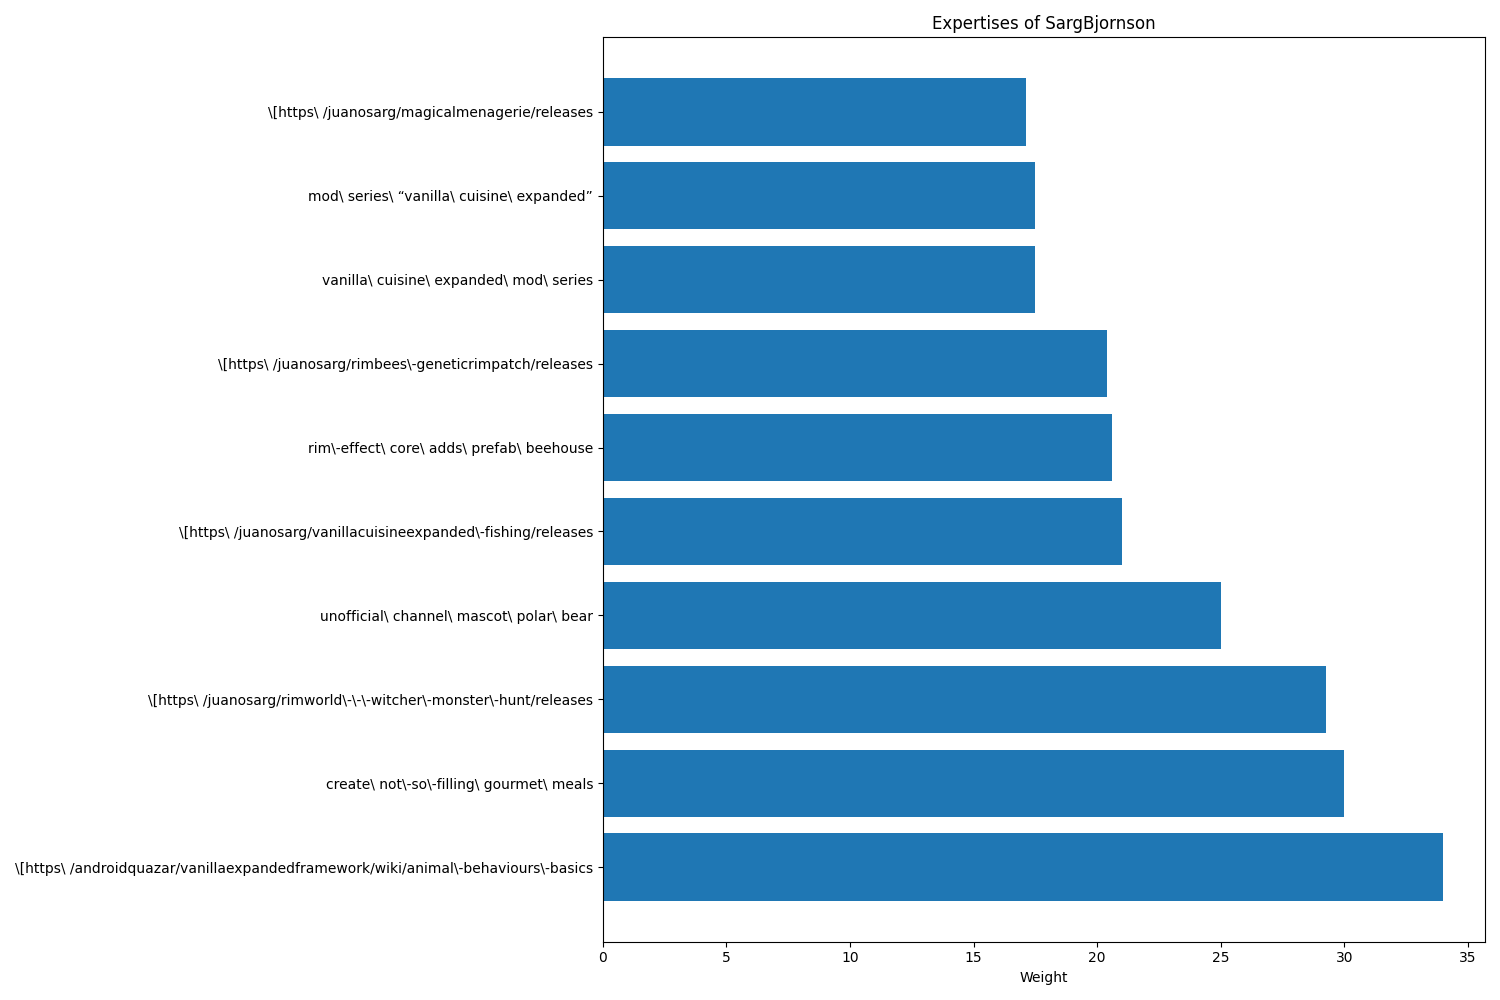 Expertises of SargBjornson
\[https\ /juanosarg/magicalmenagerie/releases
mod\ series\ “vanilla\ cuisine\ expanded”
vanilla\ cuisine\ expanded\ mod\ series
\[https\ /juanosarg/rimbees\-geneticrimpatch/releases
rim\-effect\ core\ adds\ prefab\ beehouse
\[https\ /juanosarg/vanillacuisineexpanded\-fishing/releases
unofficial\ channel\ mascot\ polar\ bear
\[https\ /juanosarg/rimworld\-\-\-witcher\-monster\-hunt/releases
create\ not\-so\-filling\ gourmet\ meals
\[https\ /androidquazar/vanillaexpandedframework/wiki/animal\-behaviours\-basics
0 5 10 15 20 25 30 35
Weight